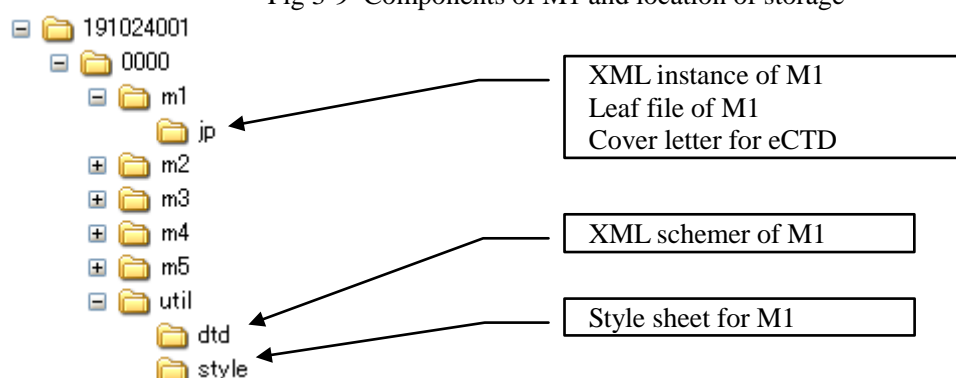 Fig 3-9 Components of M1 and location of storage
191024001
0000
m1
jp
m2
m3
m4
m5
util
dtd
style
XML instance of M1
Leaf file of M1
Cover letter for eCTD
XML schemer of M1
Style sheet for M1